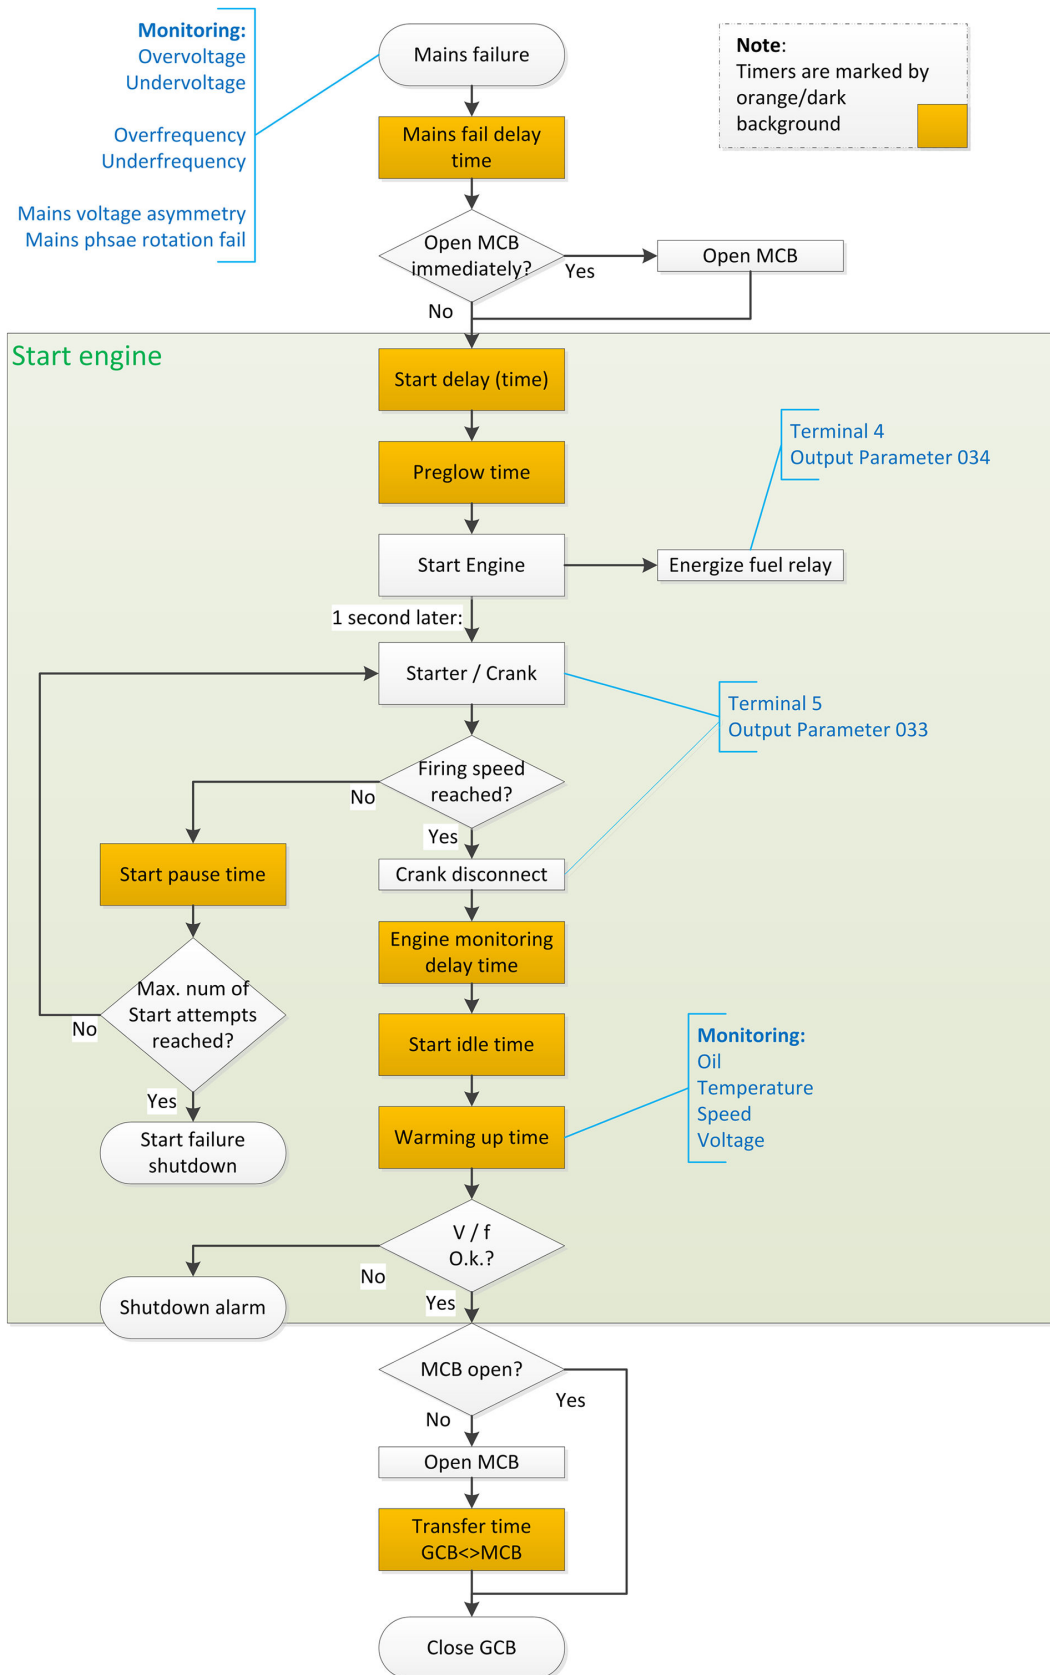 Monitoring:
Overvoltage
Undervoltage
Overfrequency
Underfrequency
Mains voltage asymmetry
Mains phsae rotation fail
Mains failure
Note:
Timers are marked by
orange/dark
background
Mains fail delay
time
Open MCB
immediately?
Yes
Open MCB
No
Start engine
Start delay (time)
Preglow time
Terminal 4
Output Parameter 034
Start Engine
Energize fuel relay
1 second later:
Starter / Crank
Terminal 5
Output Parameter 033
Firing speed
reached?
No
Yes
Start pause time
Crank disconnect
Engine monitoring
delay time
Max. num of
Start attempts
reached?
No
Yes
Start failure
shutdown
Start idle time
Monitoring:
Oil
Temperature
Speed
Voltage
Warming up time
V / f
O.k.?
No
Yes
Shutdown alarm
MCB open?
Yes
No
Open MCB
Transfer time
GCB<>MCB
Close GCB